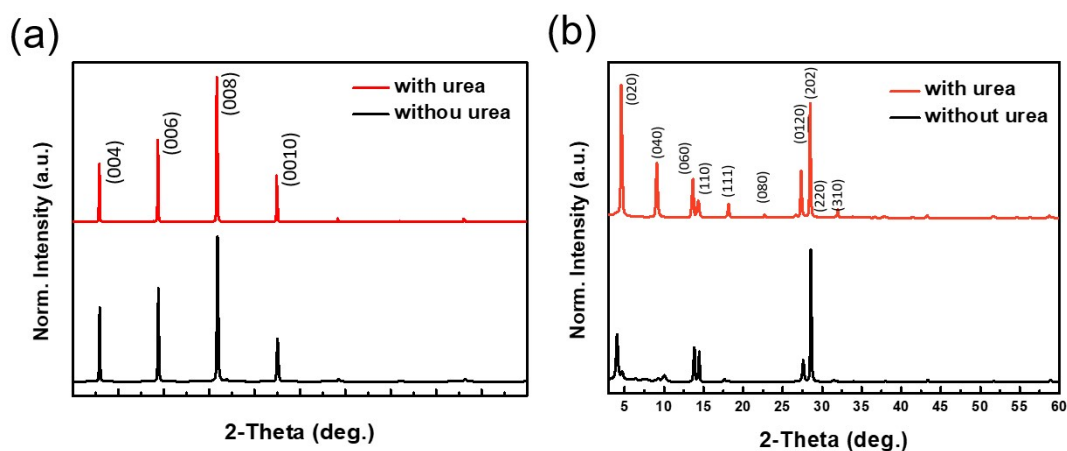 (a)
with urea
withou urea
(004)
(006)
(008)
(0010)
Norm. Intensity (a.u.)
2-Theta (deg.)
(b)
with urea
without urea
(020)
(040)
(060)
(110)
(111)
(080)
(0120)
(202)
(220)
(310)
Norm. Intensity (a.u.)
5 10 15 20 25 30 35 40 45 50 55 60
2-Theta (deg.)